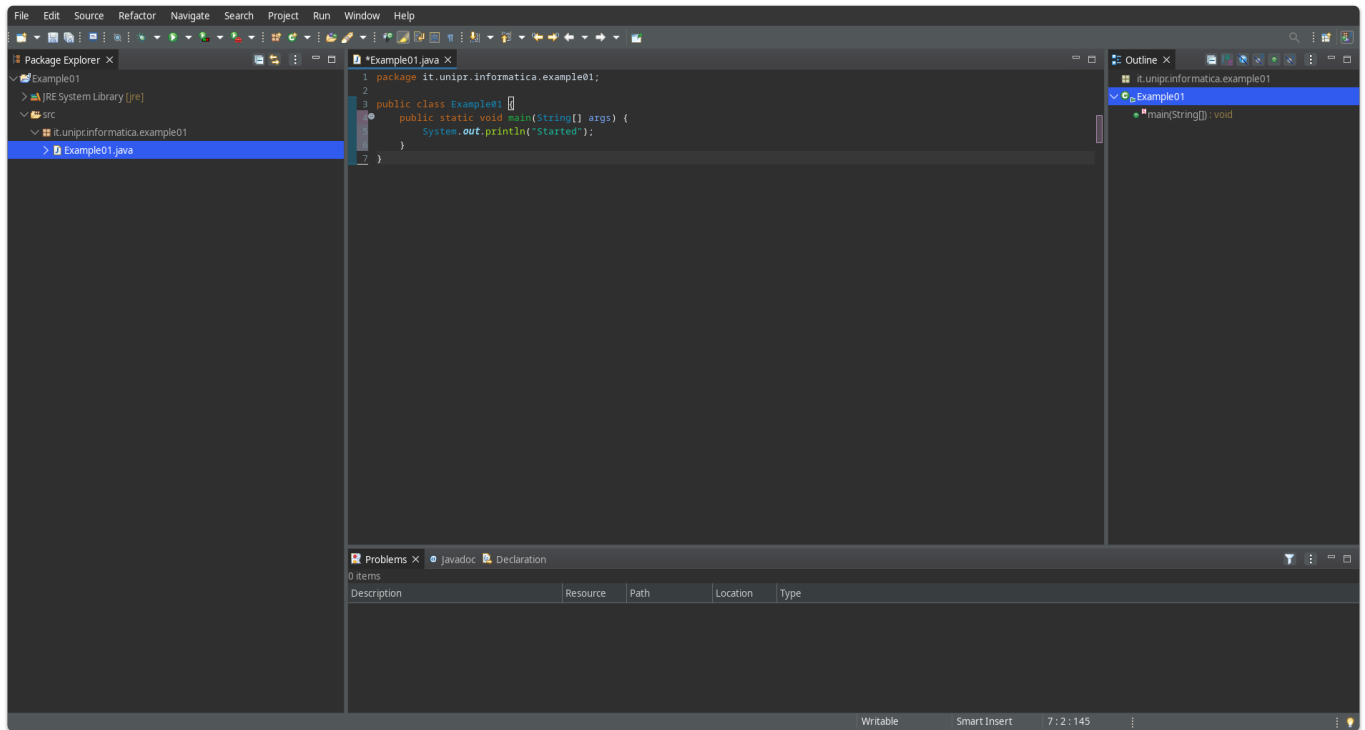 File Edit Source Refactor Navigate Search Project Run Window Help
Package Explorer
Example01
JRE System Library [jre]
src
it.unipr.informatica.example01
Example01.java
*Example01.java
1 package it.unipr.informatica.example01;
2
3 public class Example01 {
4 public static void main(String[] args) {
5 System.out.println("Started");
6 }
7 }
Outline
it.unipr.informatica.example01
Example01
main(String[]) : void
Problems Javadoc Declaration
0 items
Description Resource Path Location Type
Writable Smart Insert 7 : 2 : 145